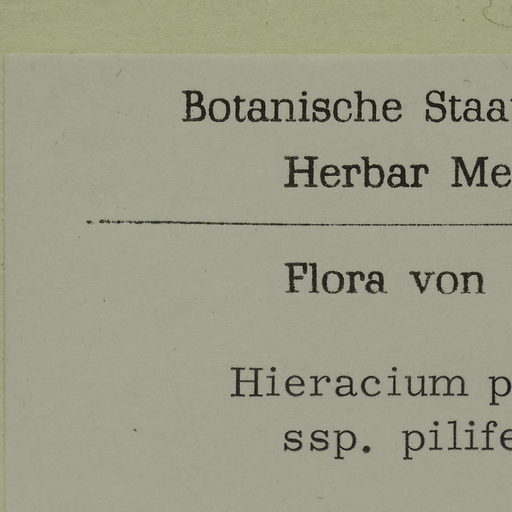 Botanische Staa
Herbar Me
Flora von
Hieracium p
ssp. pilife